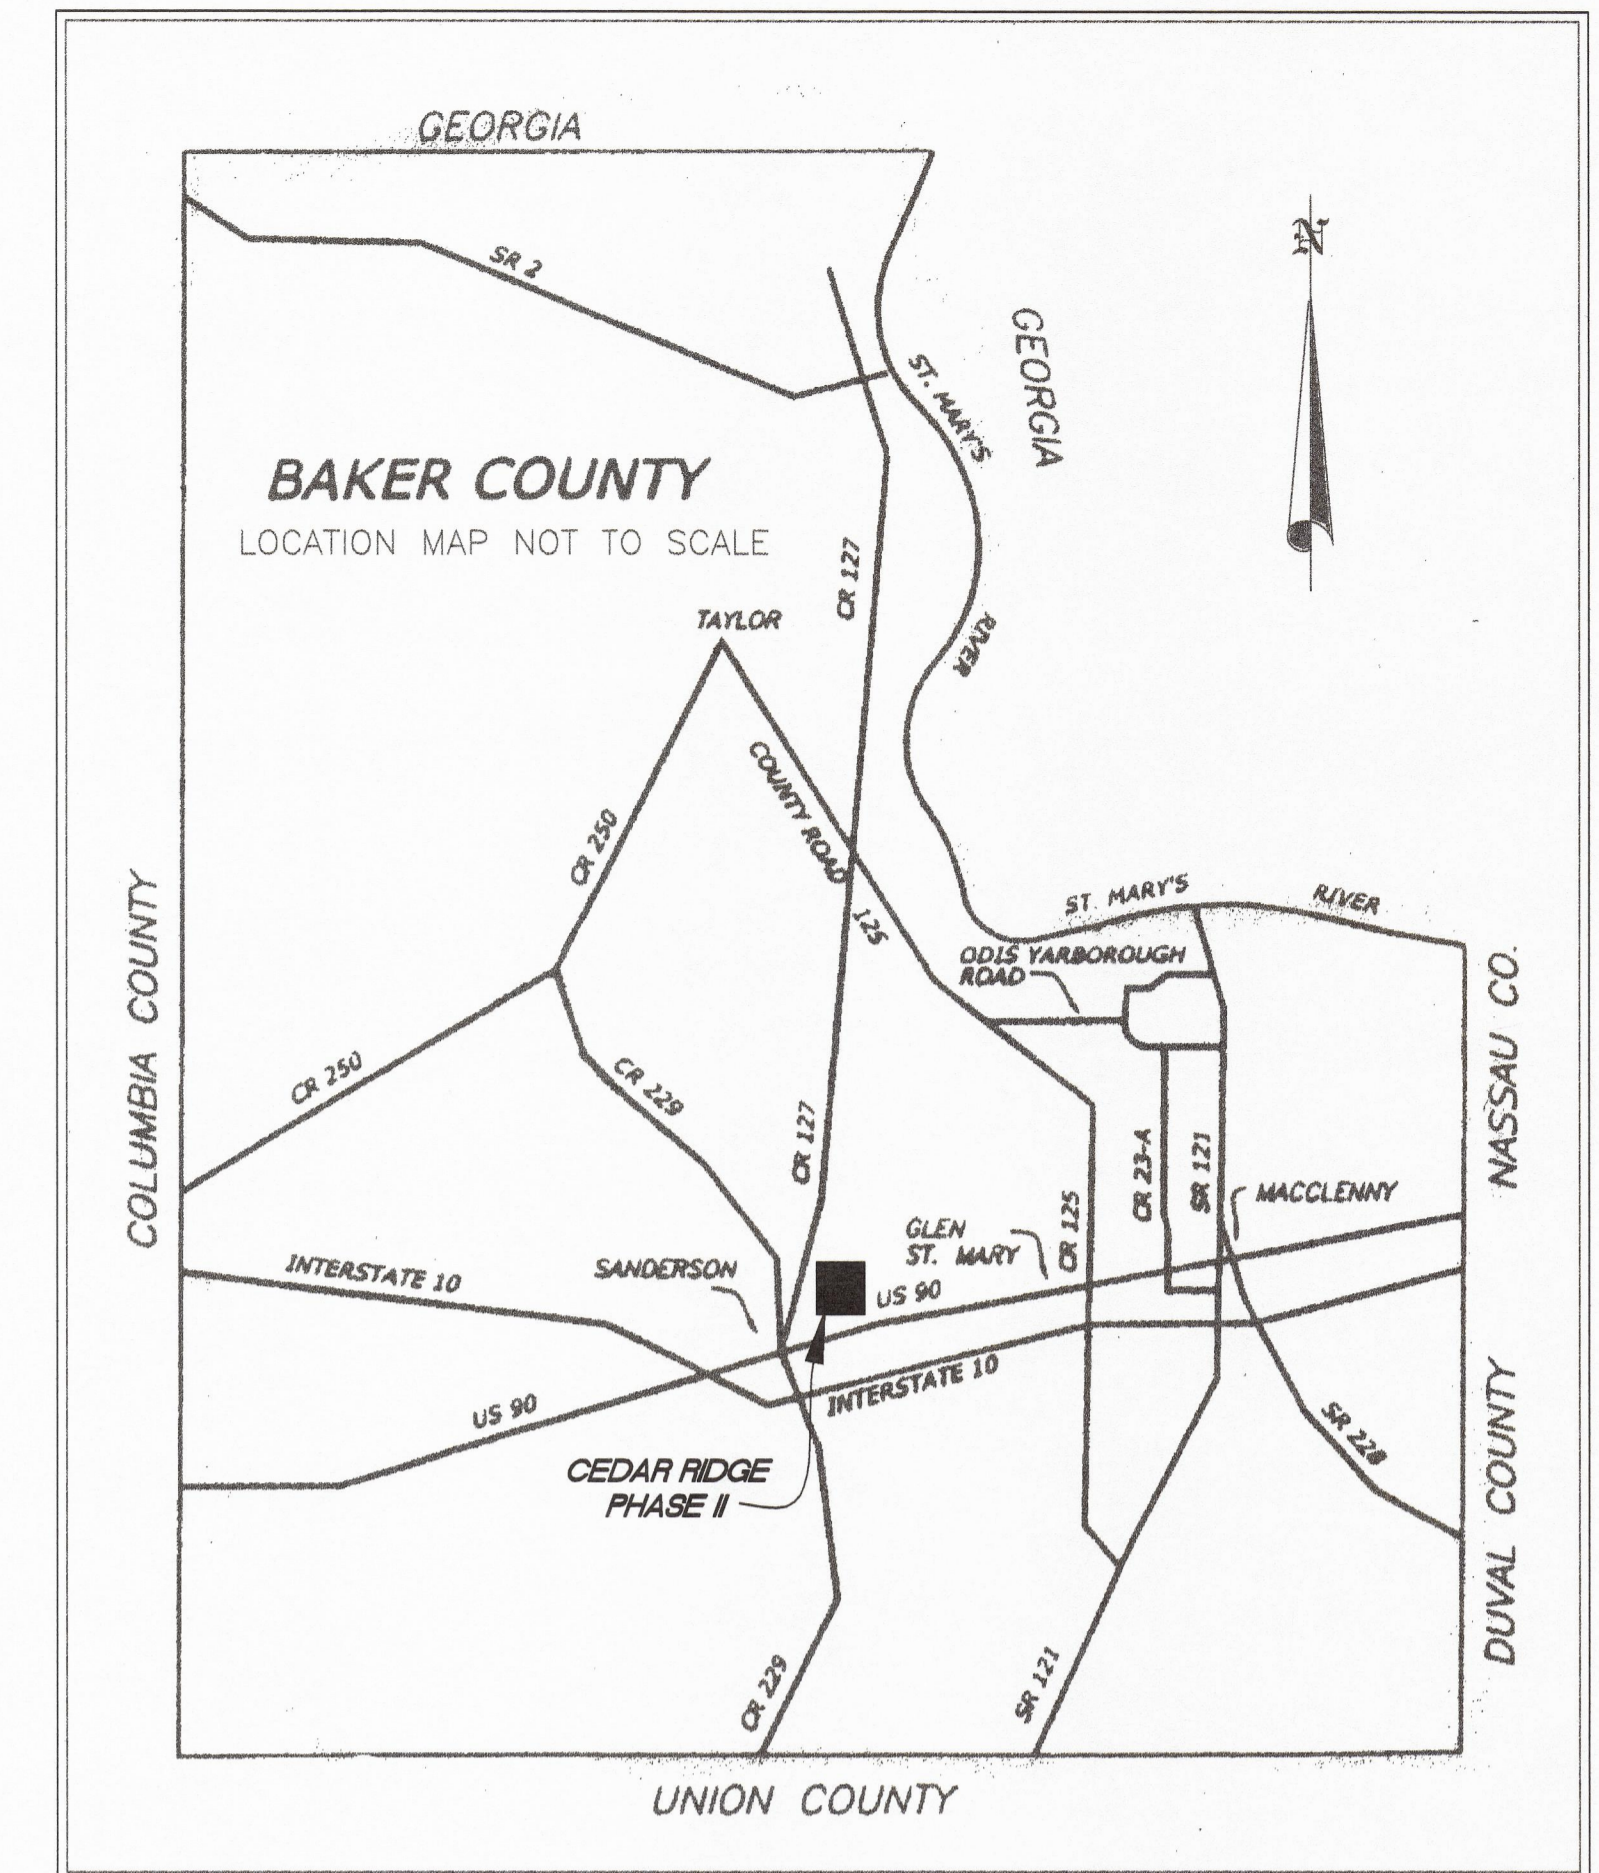 GEORGIA
N
SR 2
GEORGIA
ST. MARY'S
BAKER COUNTY
LOCATION MAP NOT TO SCALE
CR 127
TAYLOR
RIVER
COUNTY ROAD
125
CR 250
ST. MARY'S
RIVER
ODIS YARBOROUGH
ROAD
COLUMBIA COUNTY
NASSAU CO.
CR 250
CR 229
CR 127
CR 23-A
SR 121
CR 125
MACCLENNY
GLEN
ST. MARY
SANDERSON
INTERSTATE 10
US 90
INTERSTATE 10
US 90
SR 228
CEDAR RIDGE
PHASE II
DUVAL COUNTY
CR 229
SR 121
UNION COUNTY